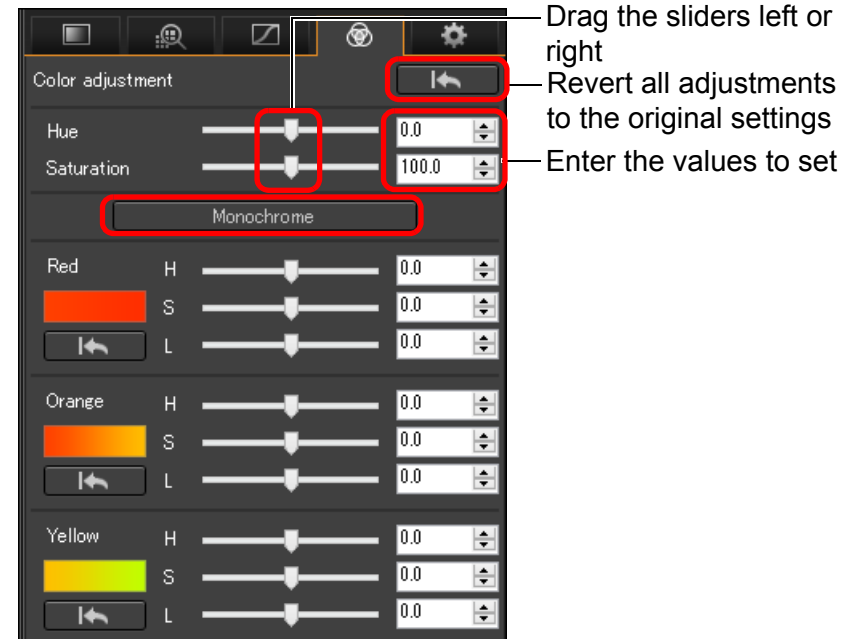 Drag the sliders left or
right
Color adjustment
Revert all adjustments
to the original settings
Hue 0.0
Saturation 100.0
Enter the values to set
Monochrome
Red H 0.0
S 0.0
L 0.0
Orange H 0.0
S 0.0
L 0.0
Yellow H 0.0
S 0.0
L 0.0